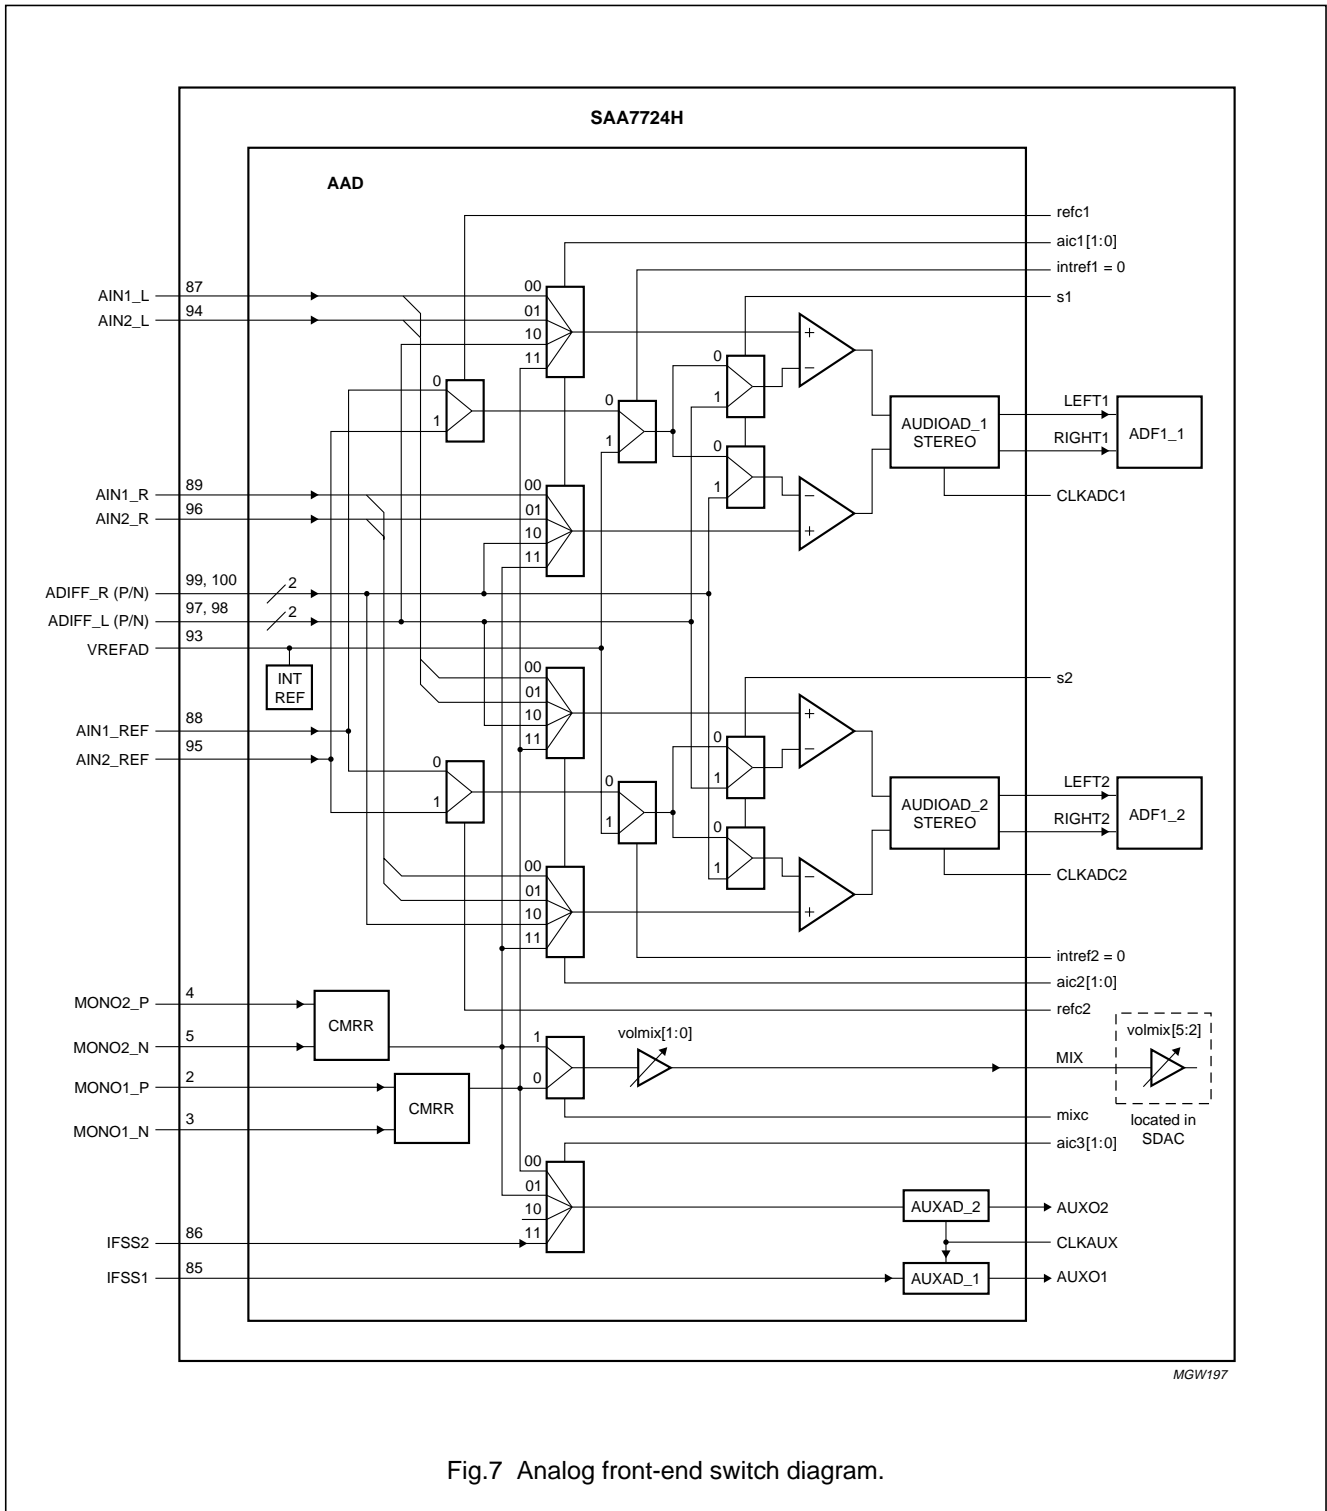 SAA7724H
AAD
refc1
aic1[1:0]
intref1 = 0
s1
AIN1_L
87
AIN2_L
94
00
01
10
11
0
1
0
1
0
1
0
1
+
−
−
+
AUDIOAD_1
STEREO
LEFT1
RIGHT1
ADF1_1
CLKADC1
AIN1_R
89
AIN2_R
96
00
01
10
11
ADIFF_R (P/N)
99, 100
2
ADIFF_L (P/N)
97, 98
2
VREFAD
93
INT
REF
AIN1_REF
88
AIN2_REF
95
00
01
10
11
s2
0
1
0
1
0
1
0
1
+
−
−
+
AUDIOAD_2
STEREO
LEFT2
RIGHT2
ADF1_2
CLKADC2
00
01
10
11
intref2 = 0
aic2[1:0]
refc2
MONO2_P
4
MONO2_N
5
CMRR
MONO1_P
2
MONO1_N
3
CMRR
1
0
volmix[1:0]
MIX
volmix[5:2]
located in
SDAC
mixc
aic3[1:0]
00
01
10
11
AUXAD_2
AUXO2
CLKAUX
IFSS2
86
IFSS1
85
AUXAD_1
AUXO1
MGW197
Fig.7 Analog front-end switch diagram.